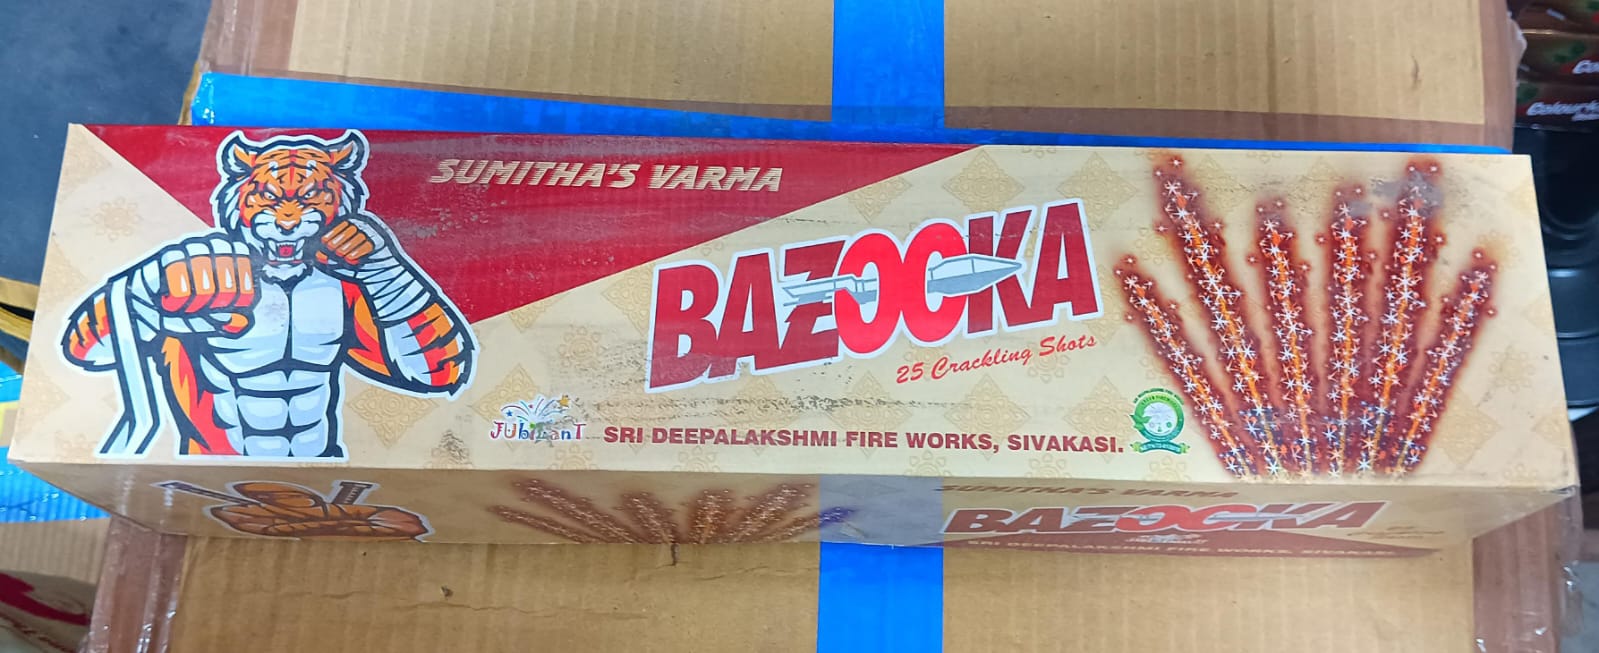 SUMITHA'S VARMA
BAZOOKA
25 Crackling Shots
JUbiLanT
SRI DEEPALAKSHMI FIRE WORKS, SIVAKASI.
SUMITHA'S VARMA
BAZOOKA
SRI DEEPALAKSHMI FIRE WORKS, SIVAKASI.